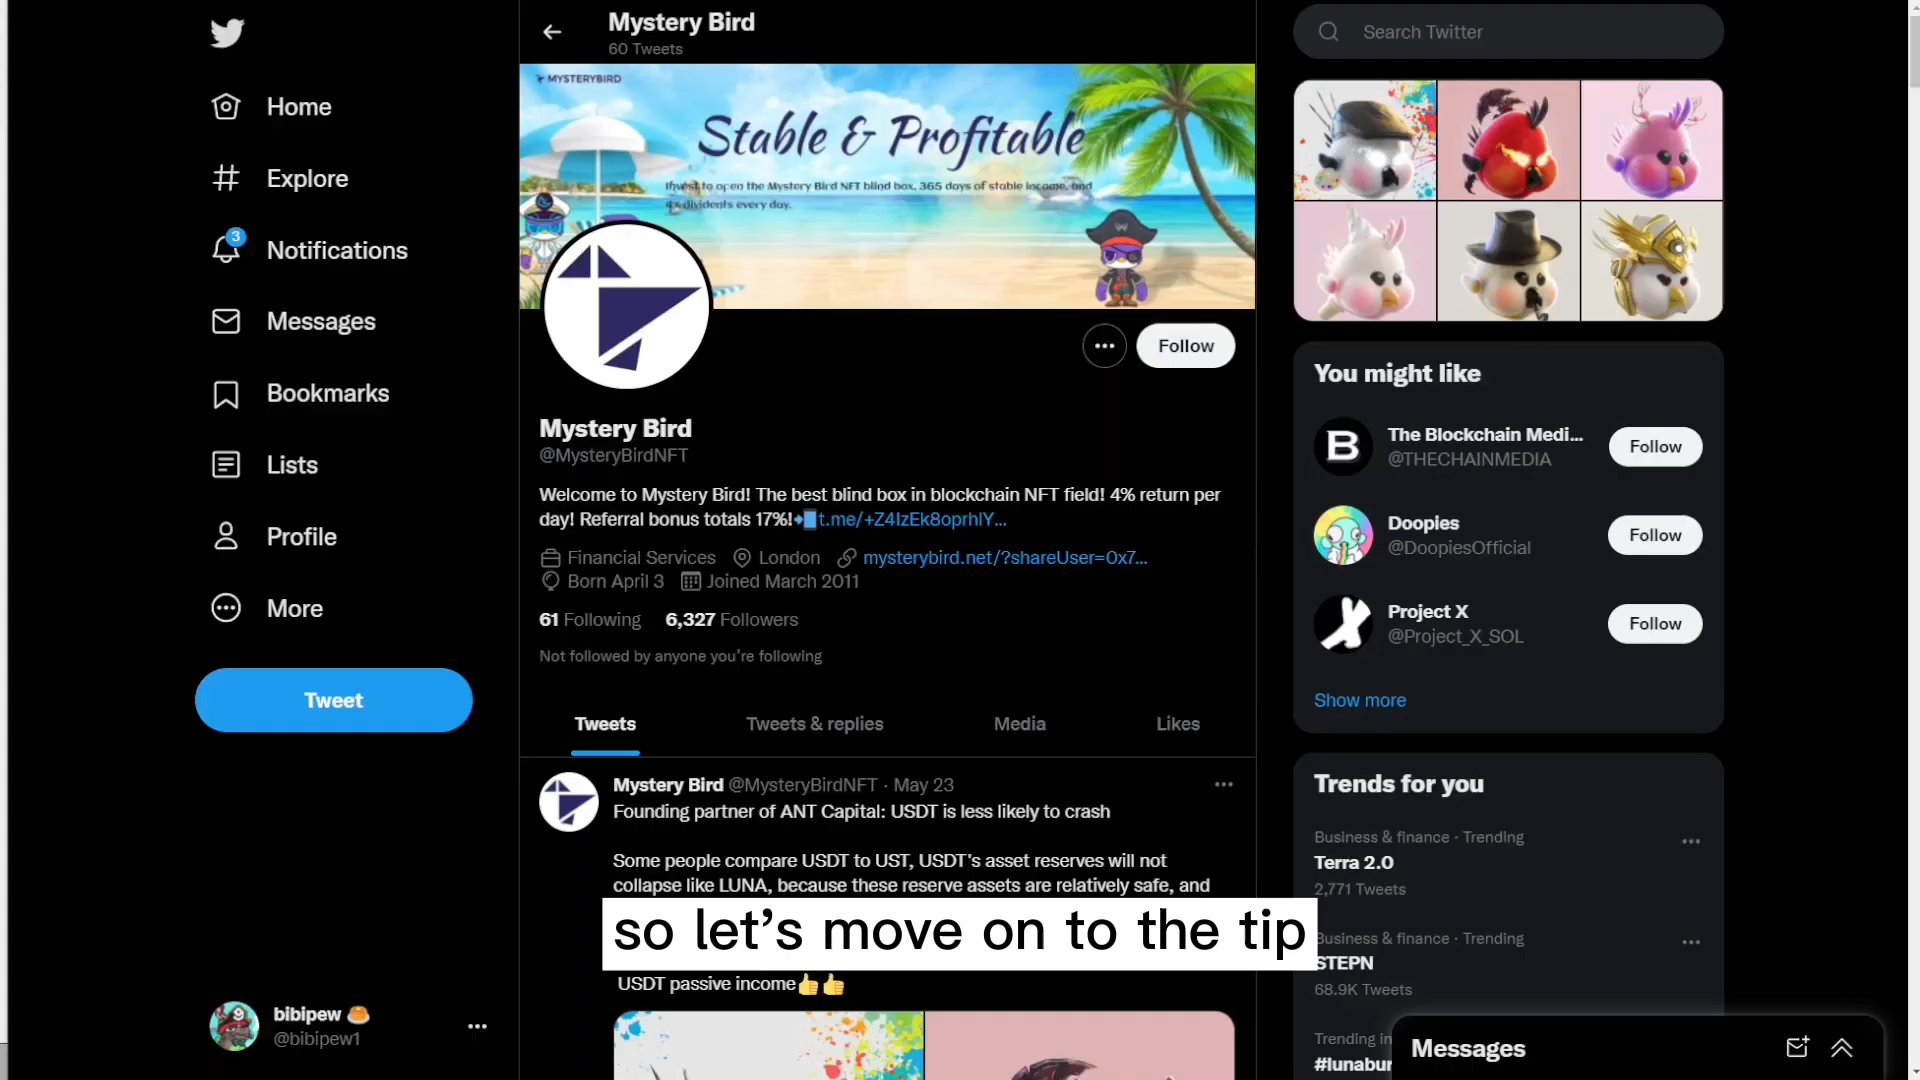 Home
Explore
3
Notifications
Messages
Bookmarks
Lists
Profile
More
Tweet
bibipew
@bibipew1
Mystery Bird
60 Tweets
MYSTERYBIRD
Stable & Profitable
Invest to open the Mystery Bird NFT blind box, 365 days of stable income, and
4% dividents every day.
Follow
Mystery Bird
@MysteryBirdNFT
Welcome to Mystery Bird! The best blind box in blockchain NFT field! 4% return per
day! Referral bonus totals 17%!📲t.me/+Z4IzEk8oprhlY…
Financial Services London mysterybird.net/?shareUser=0x7…
Born April 3 Joined March 2011
61 Following 6,327 Followers
Not followed by anyone you’re following
Tweets Tweets & replies Media Likes
Mystery Bird @MysteryBirdNFT · May 23
Founding partner of ANT Capital: USDT is less likely to crash
Some people compare USDT to UST, USDT's asset reserves will not
collapse like LUNA, because these reserve assets are relatively safe, and
so let’s move on to the tip
USDT passive income👍👍
Search Twitter
You might like
B
The Blockchain Medi...
@THECHAINMEDIA
Follow
Doopies
@DoopiesOfficial
Follow
Project X
@Project_X_SOL
Follow
Show more
Trends for you
Business & finance · Trending
Terra 2.0
2,771 Tweets
Business & finance · Trending
STEPN
68.9K Tweets
Trending in
#lunabur
Messages